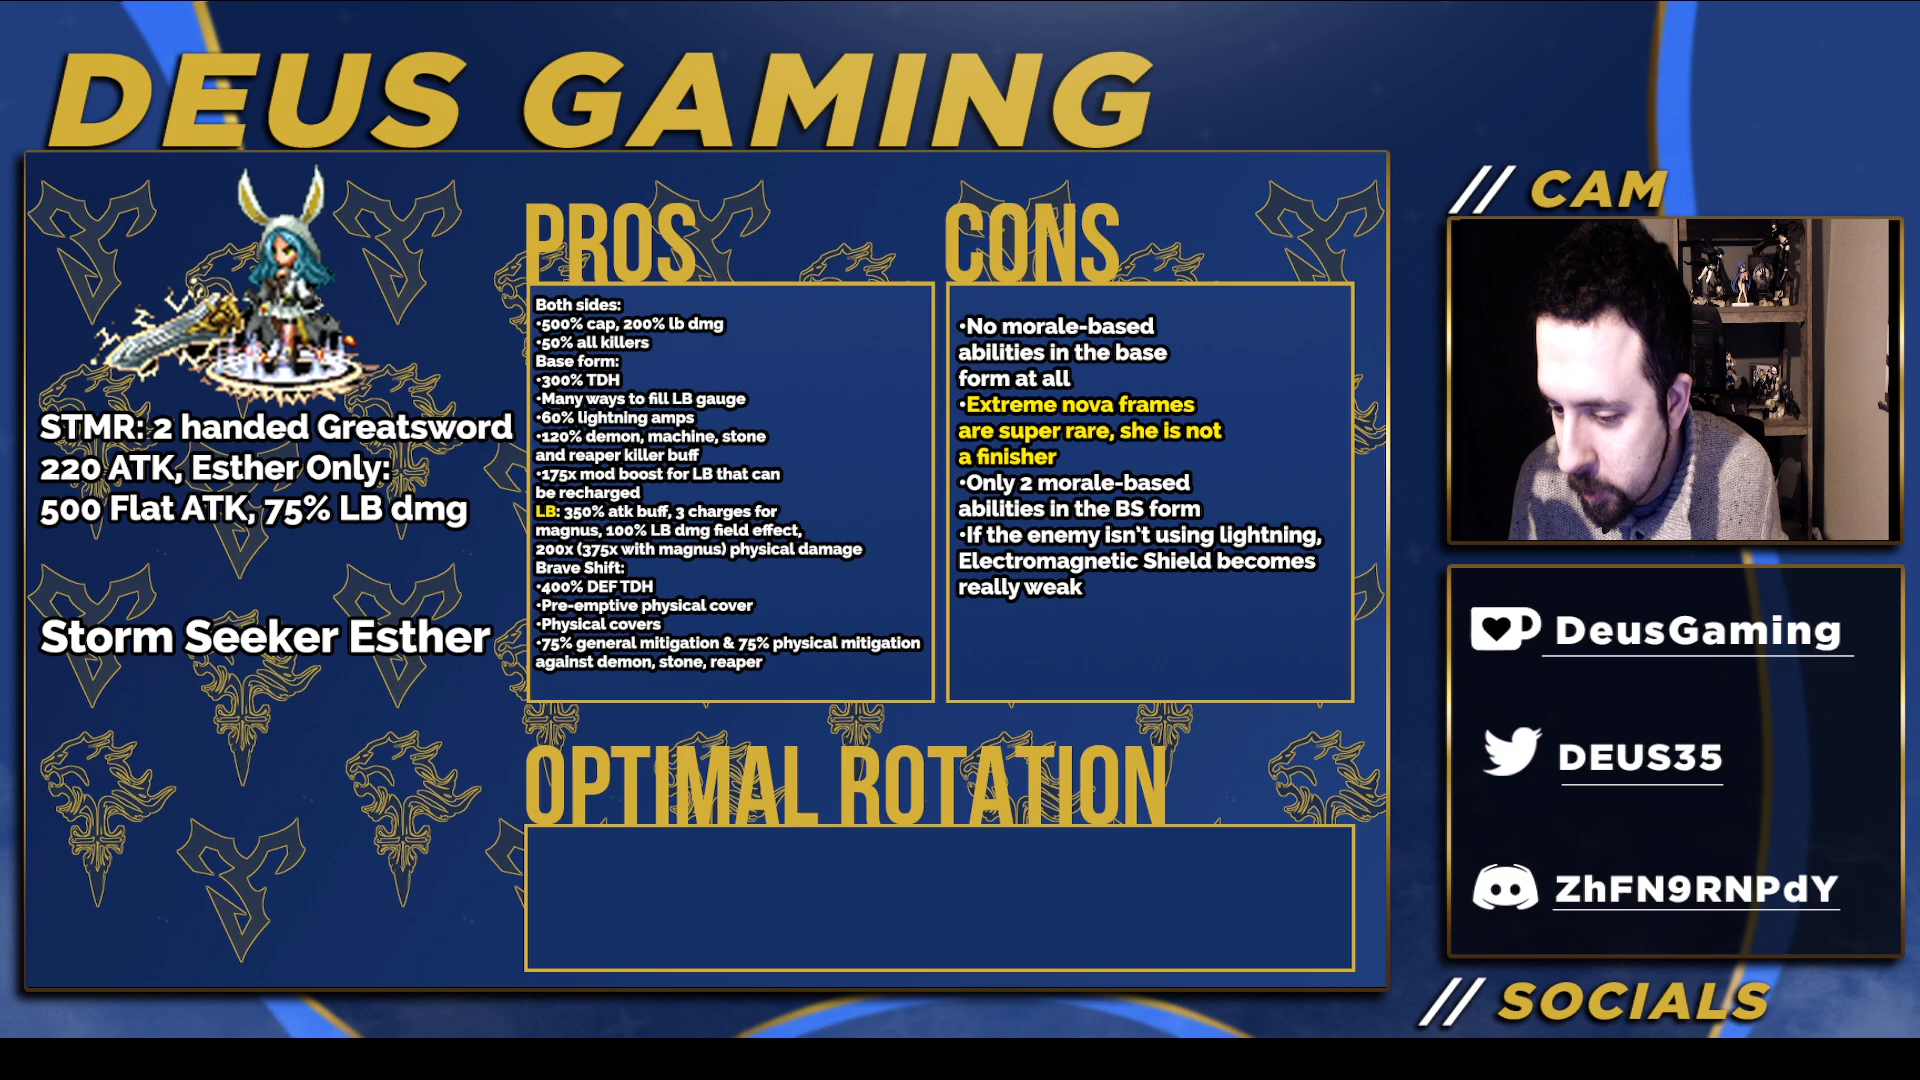 DEUS GAMING
// CAM
PROS
CONS
Both sides:
•500% cap, 200% lb dmg
•50% all killers
Base form:
•300% TDH
•Many ways to fill LB gauge
•60% lightning amps
•120% demon, machine, stone
and reaper killer buff
•175x mod boost for LB that can
be recharged
LB: 350% atk buff, 3 charges for
magnus, 100% LB dmg field effect,
200x (375x with magnus) physical damage
Brave Shift:
•400% DEF TDH
•Pre-emptive physical cover
•Physical covers
•75% general mitigation & 75% physical mitigation
against demon, stone, reaper
•No morale-based
abilities in the base
form at all
•Extreme nova frames
are super rare, she is not
a finisher
•Only 2 morale-based
abilities in the BS form
•If the enemy isn't using lightning,
Electromagnetic Shield becomes
really weak
STMR: 2 handed Greatsword
220 ATK, Esther Only:
500 Flat ATK, 75% LB dmg
Storm Seeker Esther
OPTIMAL ROTATION
DeusGaming
DEUS35
ZhFN9RNPdY
// SOCIALS